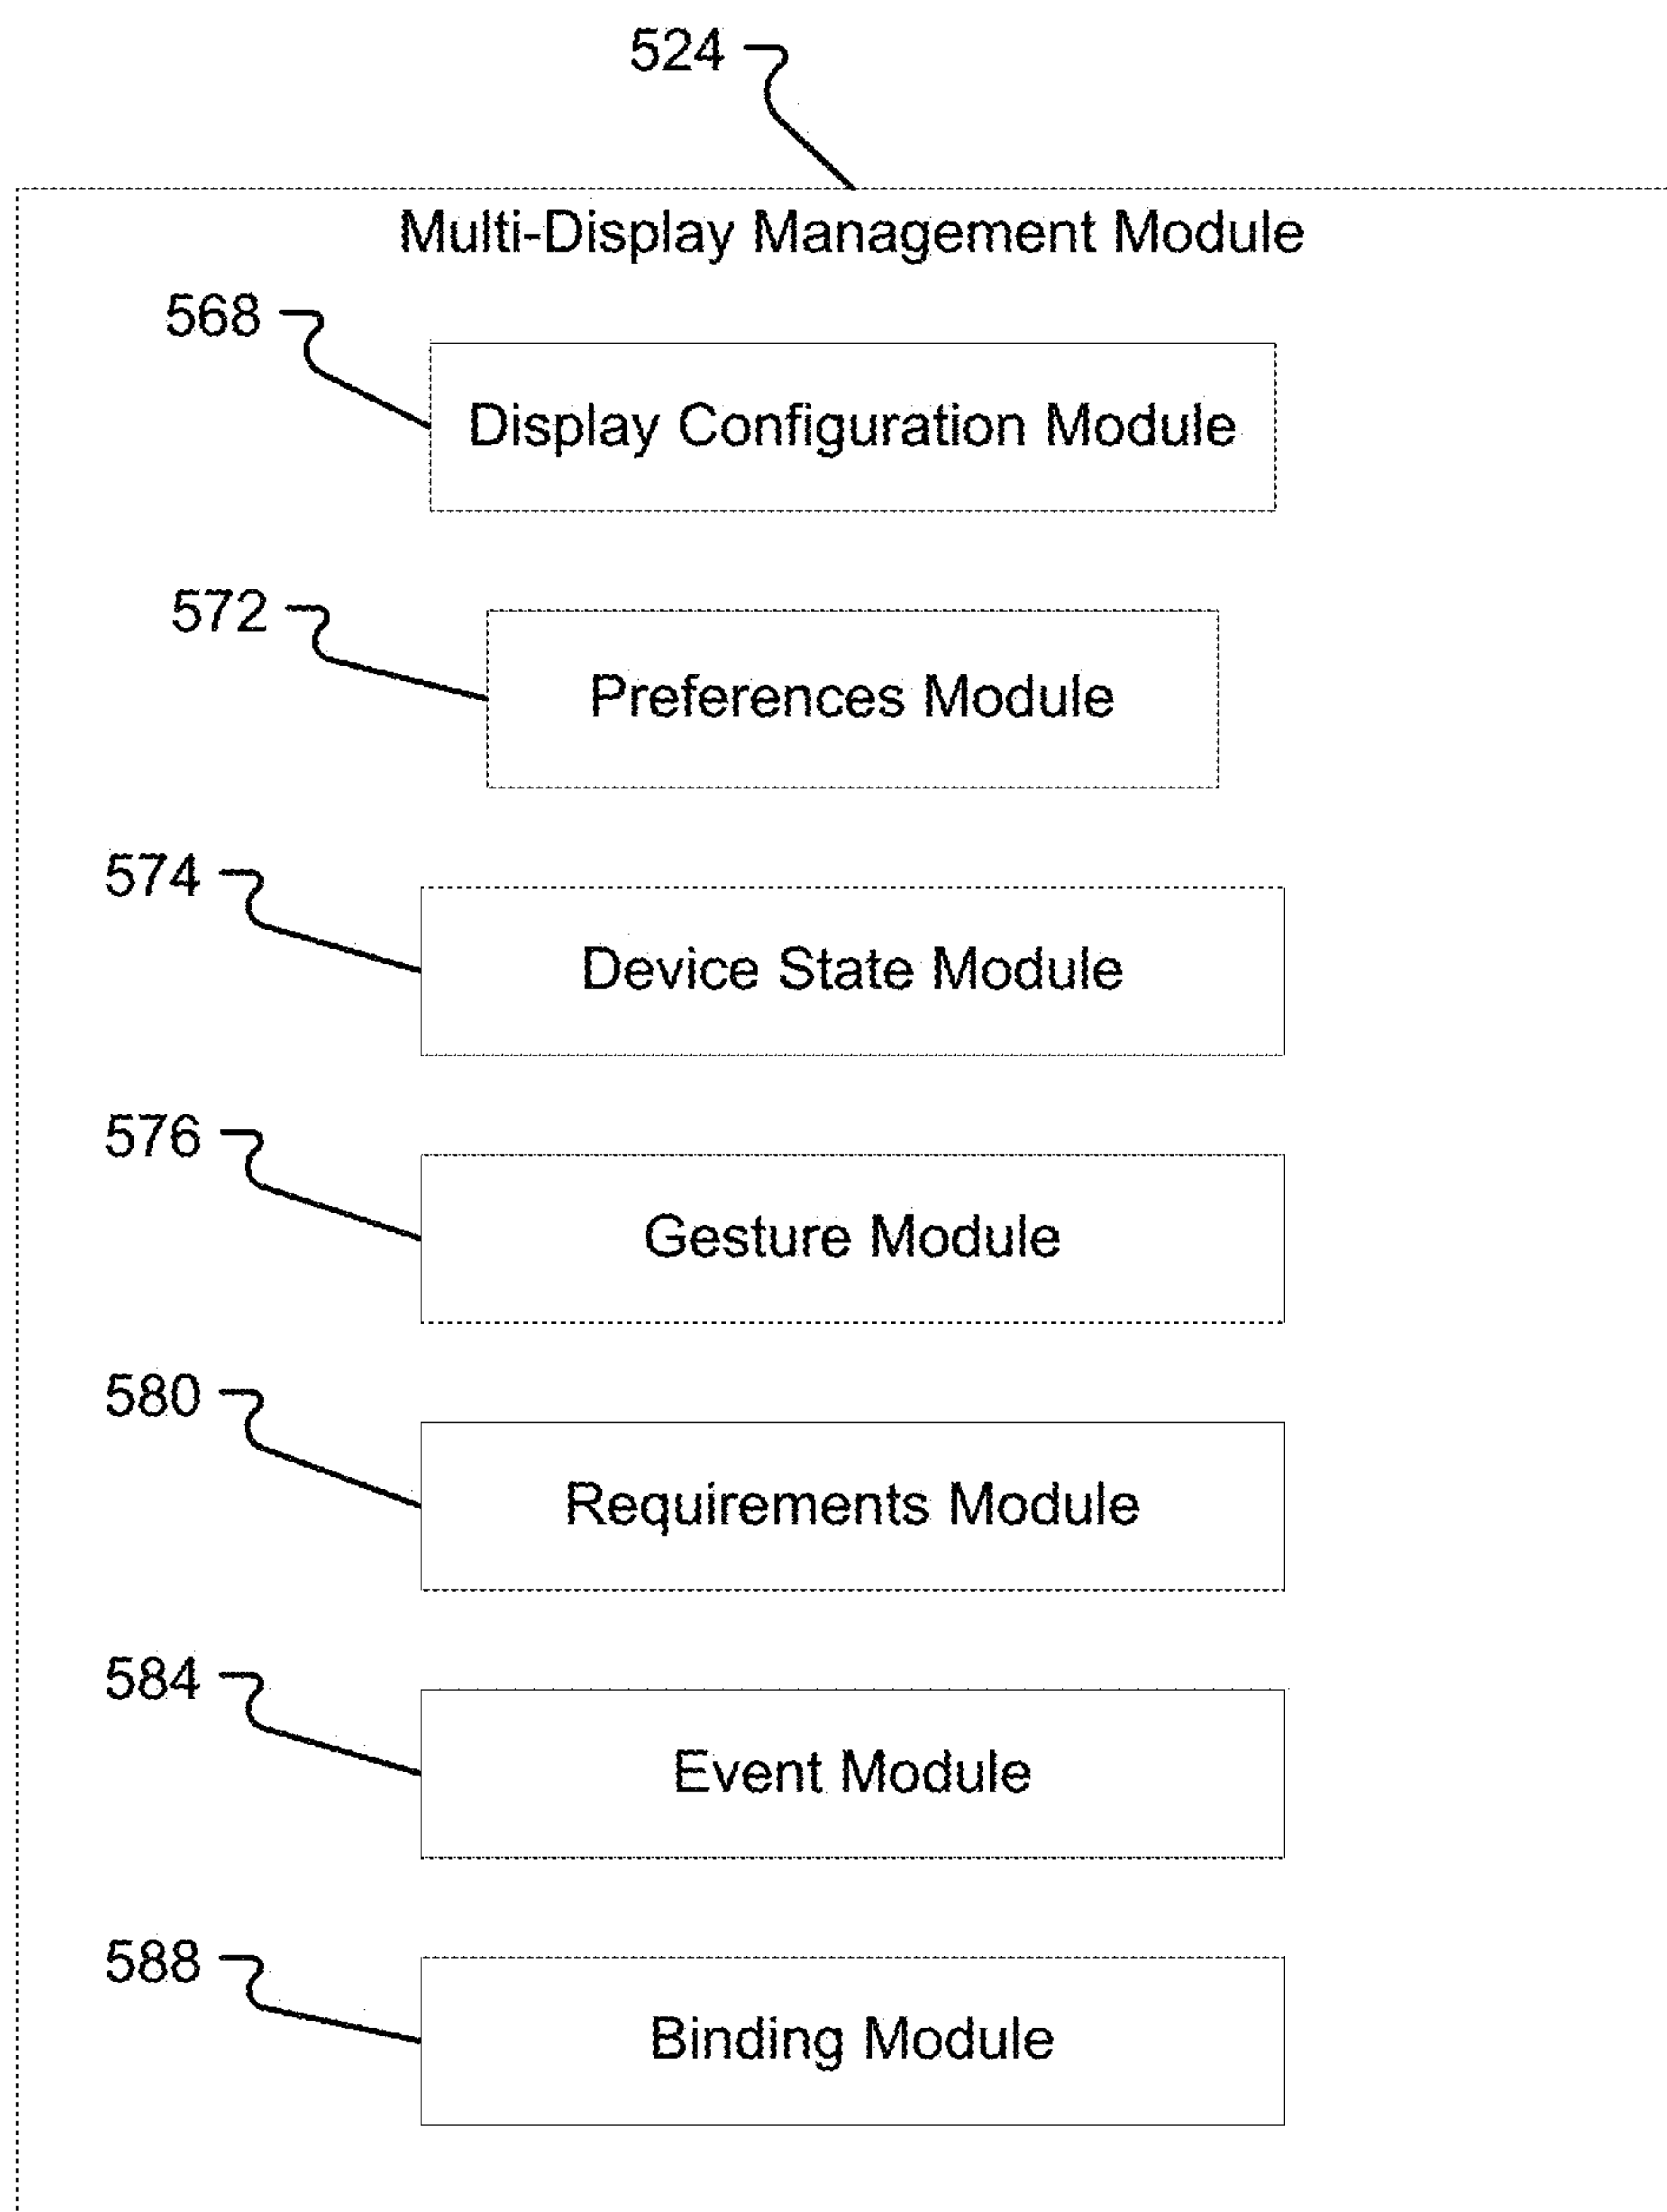 524
Multi-Display Management Module
568
Display Configuration Module
572
Preferences Module
574
Device State Module
576
Gesture Module
580
Requirements Module
584
Event Module
588
Binding Module